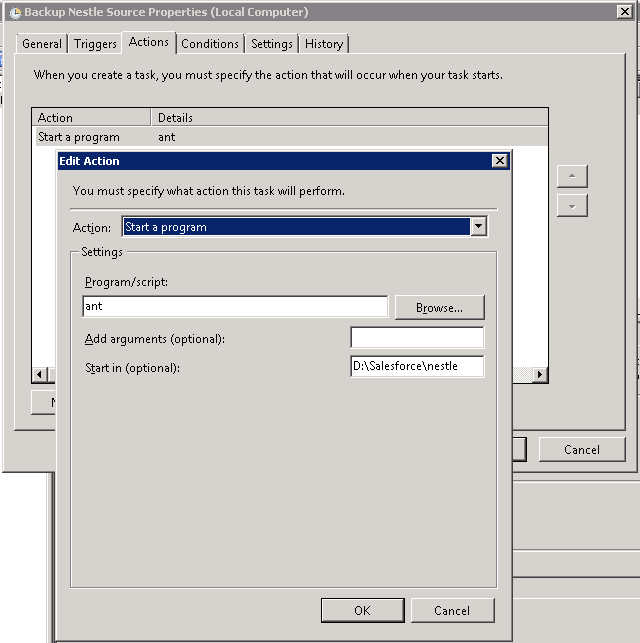 Backup Nestle Source Properties (Local Computer)
General Triggers Actions Conditions Settings History
When you create a task, you must specify the action that will occur when your task starts.
Action Details
Start a program ant
Edit Action
You must specify what action this task will perform.
Action: Start a program
Settings
Program/script:
ant Browse...
Add arguments (optional):
Start in (optional): D:\Salesforce\nestle
Cancel
OK Cancel